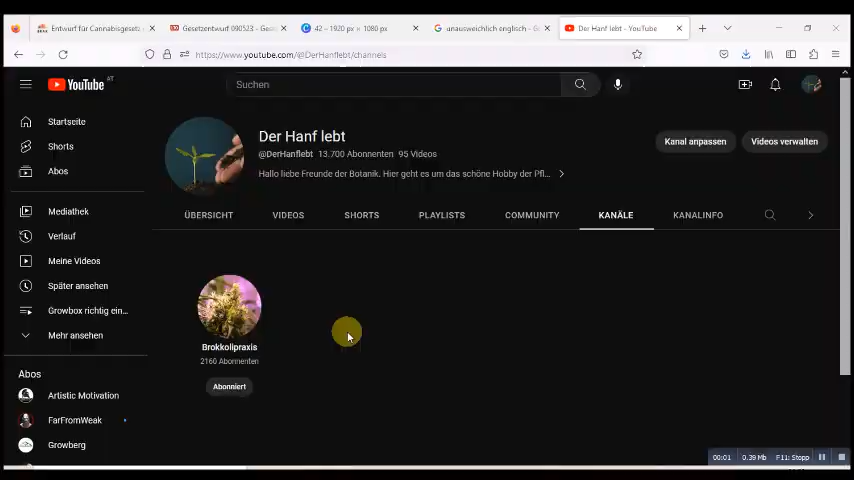 Entwurf für Cannabisgesetz
Gesetzentwurf 090523 - Geset
42 – 1920 px × 1080 px
unausweichlich englisch - Go
Der Hanf lebt - YouTube
https://www.youtube.com/@DerHanflebt/channels
YouTube AT
Suchen
Startseite
Shorts
Abos
Mediathek
Verlauf
Meine Videos
Später ansehen
Growbox richtig ein...
Mehr ansehen
Abos
Artistic Motivation
FarFromWeak
Growberg
Der Hanf lebt
@DerHanflebt 13.700 Abonnenten 95 Videos
Hallo liebe Freunde der Botanik. Hier geht es um das schöne Hobby der Pfl...
Kanal anpassen
Videos verwalten
ÜBERSICHT
VIDEOS
SHORTS
PLAYLISTS
COMMUNITY
KANÄLE
KANALINFO
Brokkolipraxis
2160 Abonnenten
Abonniert
00:01 0.39 Mb F11: Stopp